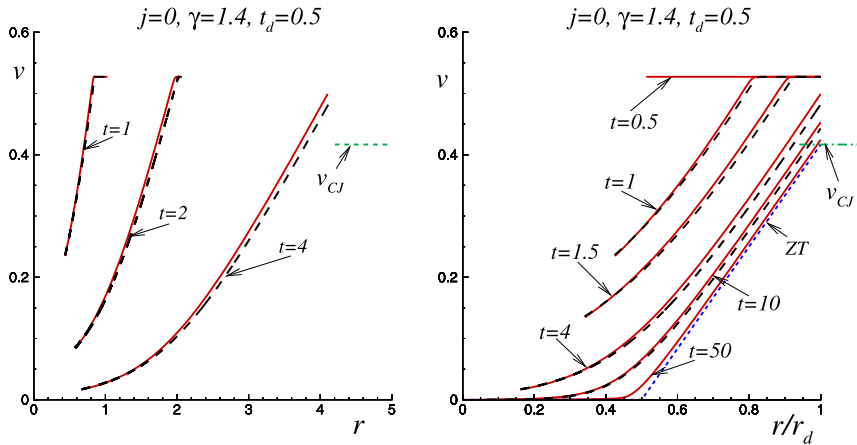 j=0, γ=1.4, t_d=0.5
v
0.6
0.4
0.2
0
0
1
2
3
4
5
r
t=1
t=2
t=4
v_CJ
j=0, γ=1.4, t_d=0.5
v
0.6
0.4
0.2
0
0
0.2
0.4
0.6
0.8
1
r/r_d
t=0.5
t=1
t=1.5
t=4
t=10
t=50
ZT
v_CJ